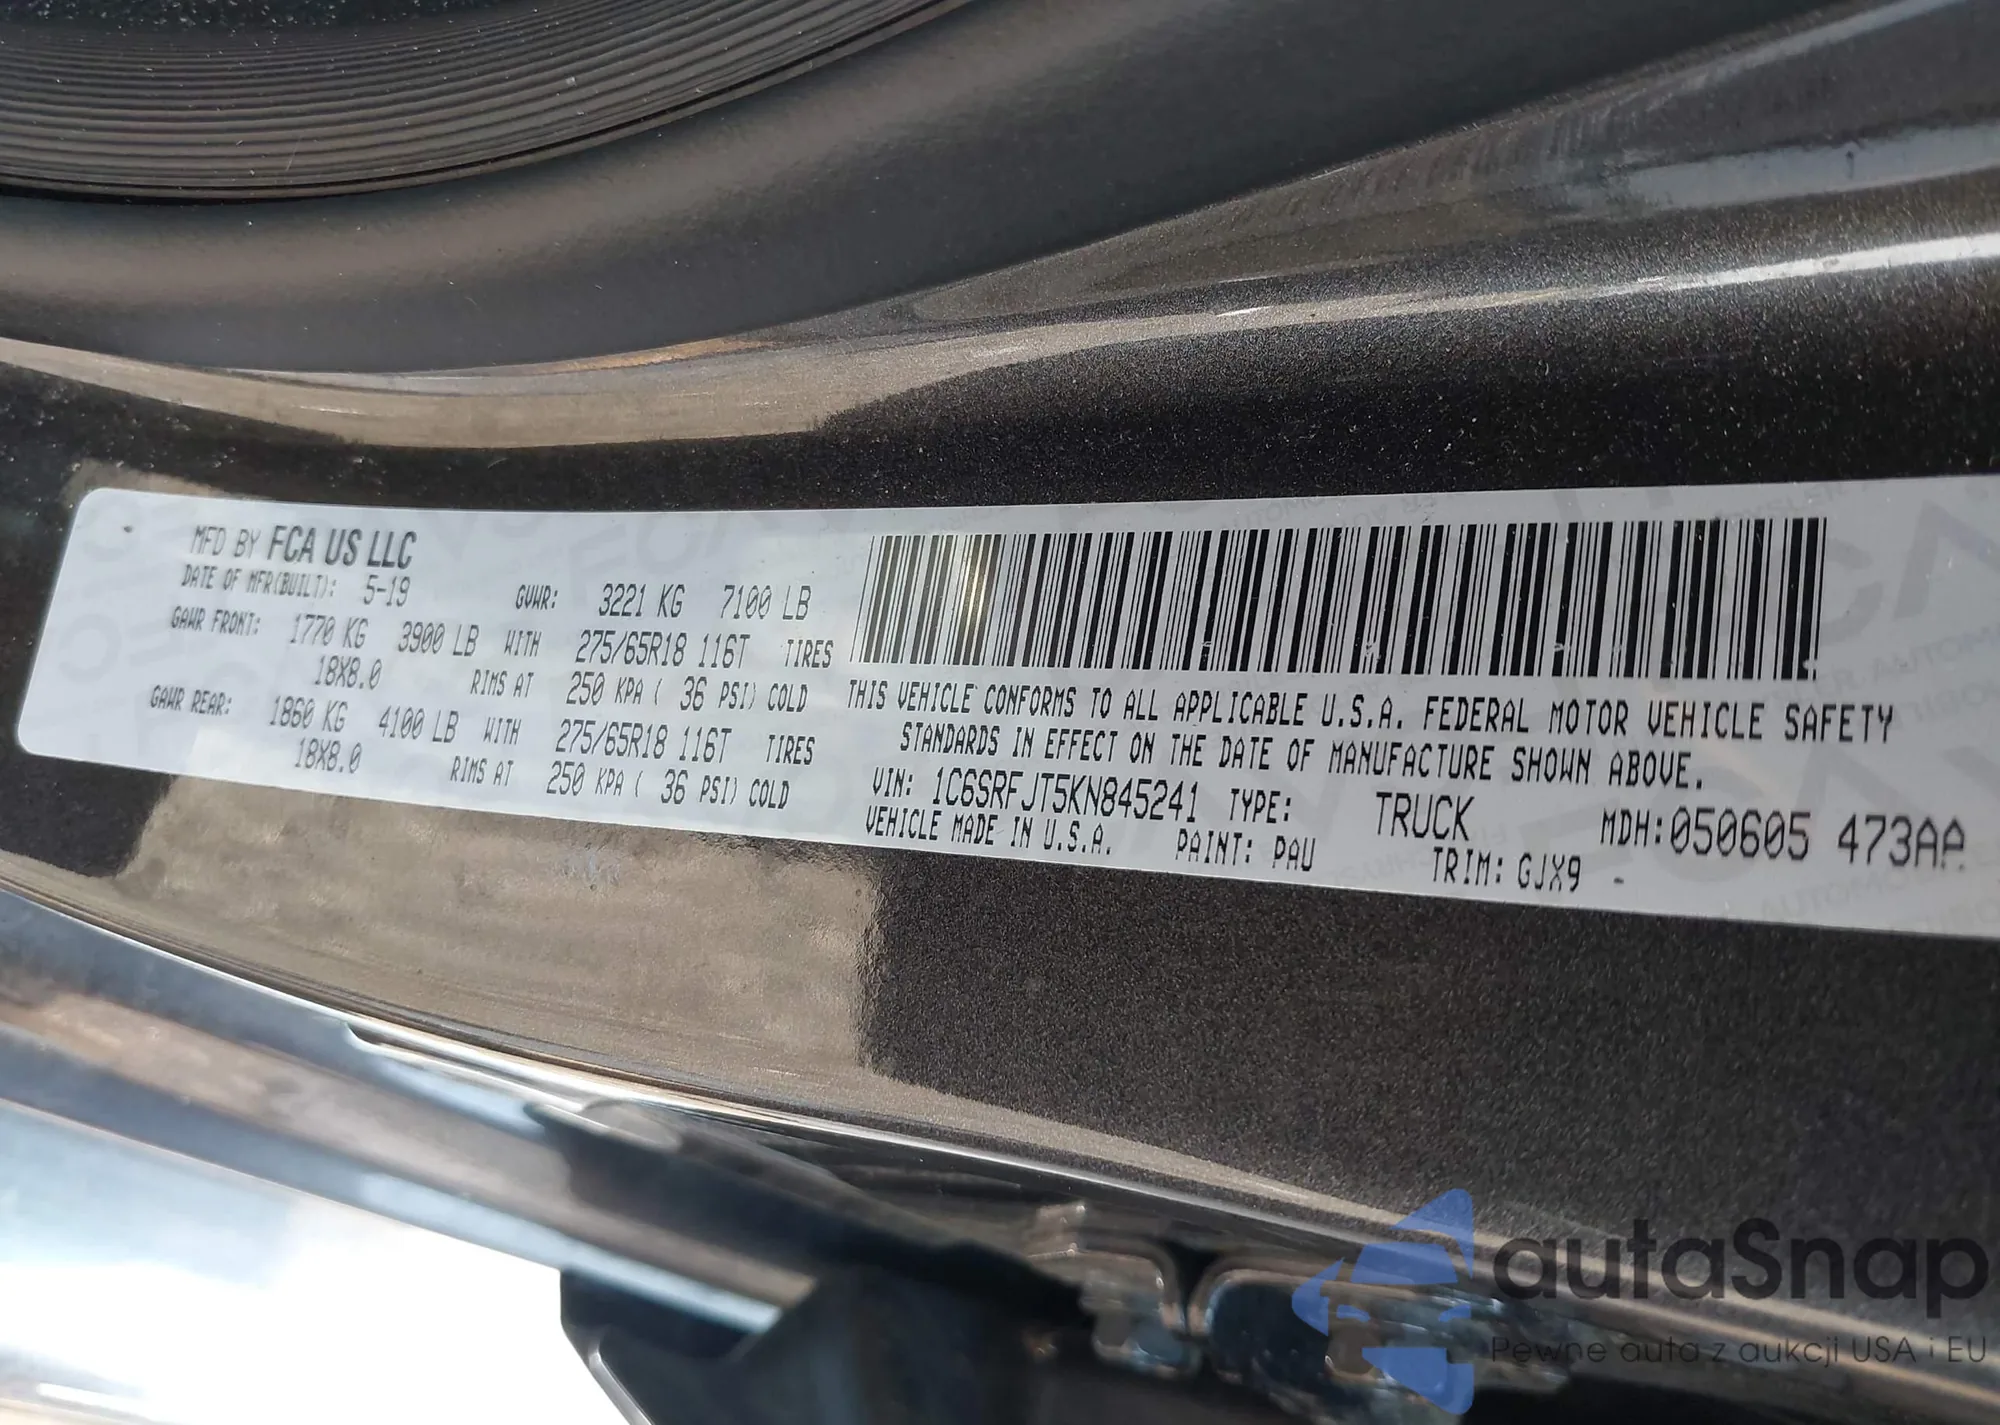 MFD BY FCA US LLC
DATE OF MFR(BUILT): 5-19 GVWR: 3221 KG 7100 LB
GAWR FRONT: 1770 KG 3900 LB WITH 275/65R18 116T TIRES
18X8.0 RIMS AT 250 KPA ( 36 PSI) COLD
GAWR REAR: 1860 KG 4100 LB WITH 275/65R18 116T TIRES
18X8.0 RIMS AT 250 KPA ( 36 PSI) COLD
THIS VEHICLE CONFORMS TO ALL APPLICABLE U.S.A. FEDERAL MOTOR VEHICLE SAFETY
STANDARDS IN EFFECT ON THE DATE OF MANUFACTURE SHOWN ABOVE.
VIN: 1C6SRFJT5KN845241 TYPE: TRUCK MDH:050605 473AA
VEHICLE MADE IN U.S.A. PAINT: PAU TRIM: GJX9 -
autaSnap
Pewne auta z aukcji USA i EU